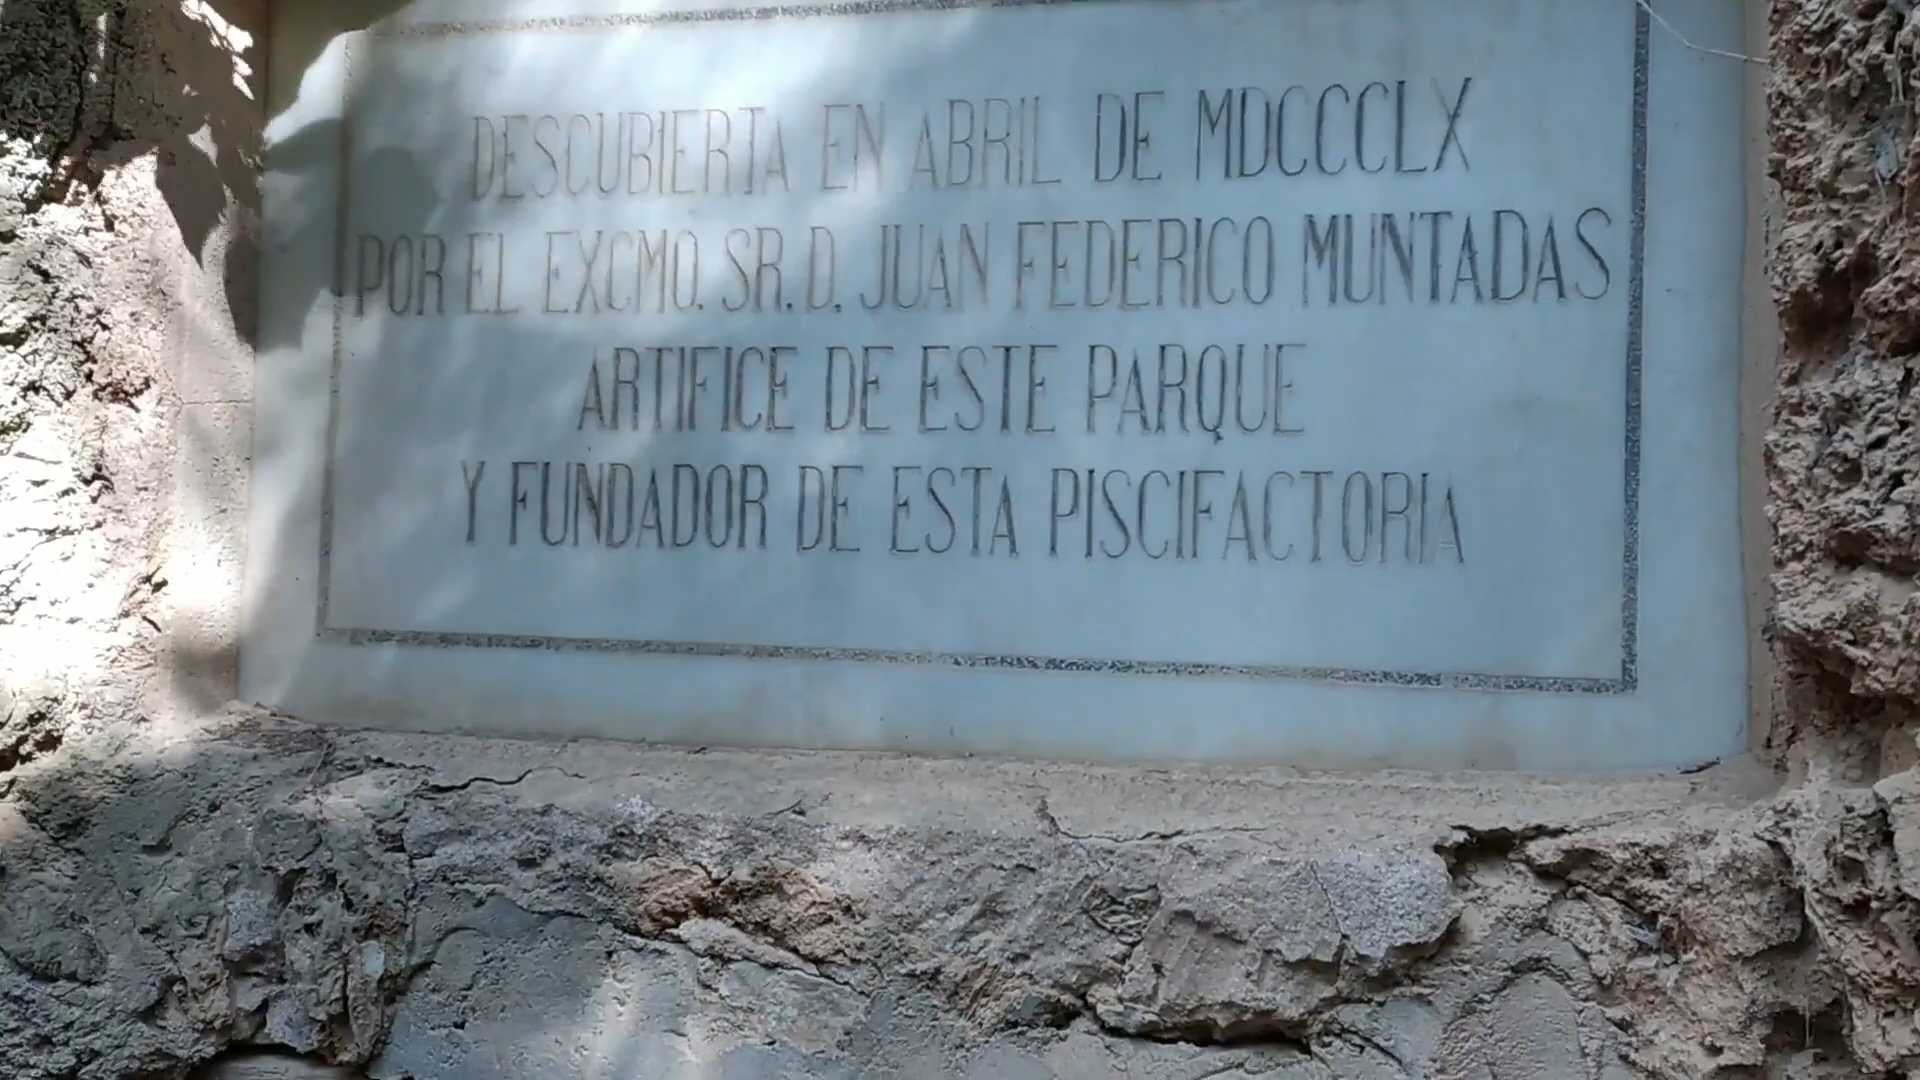 DESCUBIERTA EN ABRIL DE MDCCCLX
POR EL EXCMO. SR. D. JUAN FEDERICO MUNTADAS
ARTIFICE DE ESTE PARQUE
Y FUNDADOR DE ESTA PISCIFACTORIA